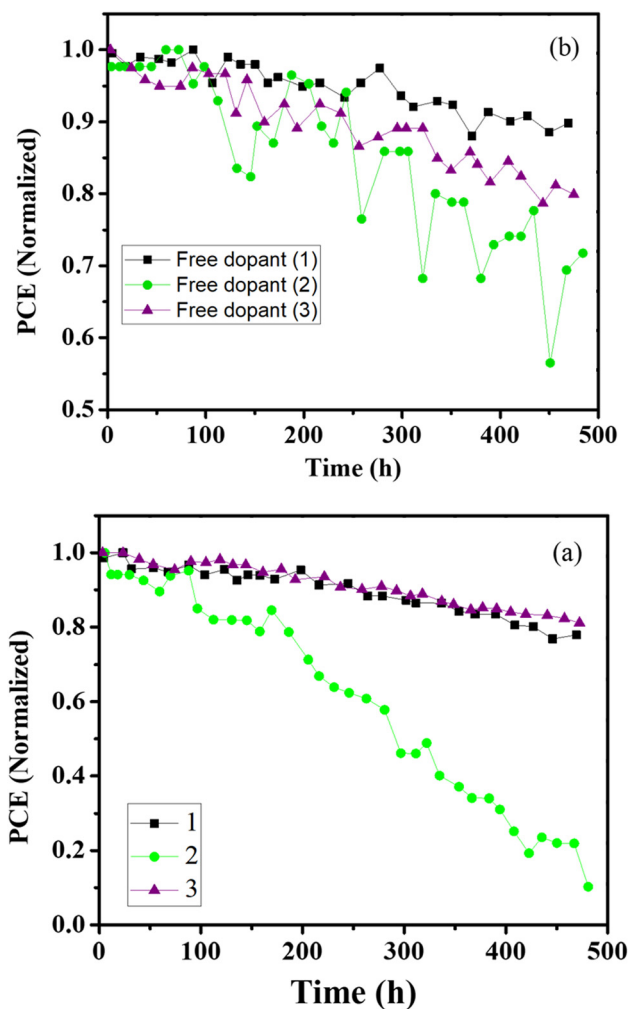 (b)
PCE (Normalized)
1.0
0.9
0.8
0.7
0.6
0.5
Free dopant (1)
Free dopant (2)
Free dopant (3)
0 100 200 300 400 500
Time (h)
(a)
PCE (Normalized)
1.0
0.8
0.6
0.4
0.2
0.0
1
2
3
0 100 200 300 400 500
Time (h)